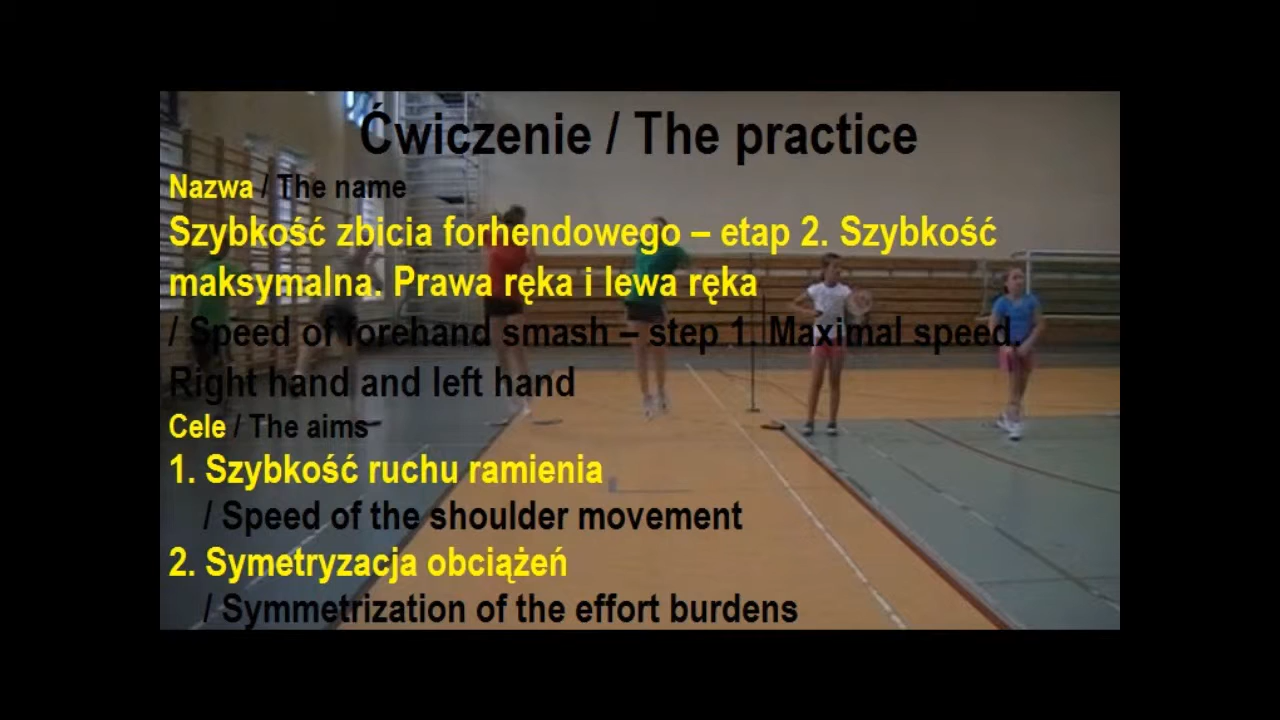 Ćwiczenie / The practice
Nazwa / The name
Szybkość zbicia forhendowego – etap 2. Szybkość
maksymalna. Prawa ręka i lewa ręka
/ Speed of forehand smash – step 1. Maximal speed.
Right hand and left hand
Cele / The aims
1. Szybkość ruchu ramienia
/ Speed of the shoulder movement
2. Symetryzacja obciążeń
/ Symmetrization of the effort burdens